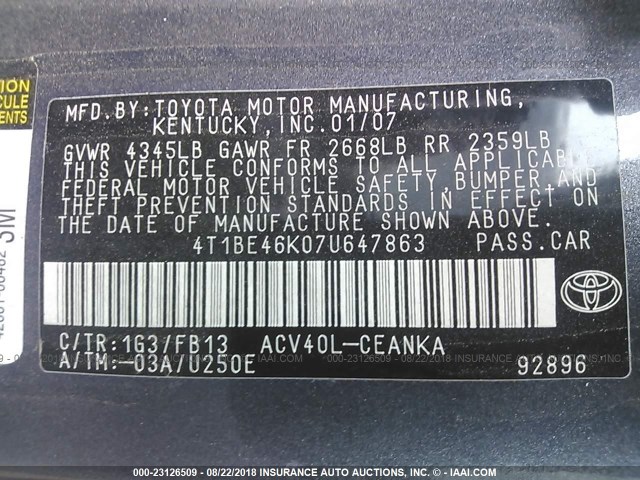 MFD. BY: TOYOTA MOTOR MANUFACTURING,
KENTUCKY, INC. 01/07
GVWR 4345LB GAWR FR 2668LB RR 2359LB
THIS VEHICLE CONFORMS TO ALL APPLICABLE
FEDERAL MOTOR VEHICLE SAFETY, BUMPER, AND
THEFT PREVENTION STANDARDS IN EFFECT ON
THE DATE OF MANUFACTURE SHOWN ABOVE.
4T1BE46K07U647863 PASS.CAR
C/TR: 1G3/FB13 ACV40L-CEANKA
A/TM: -03A/U250E
92896
TOYOTA
3M
000-23126509 - 08/22/2018 INSURANCE AUTO AUCTIONS, INC. - IAAI.COM